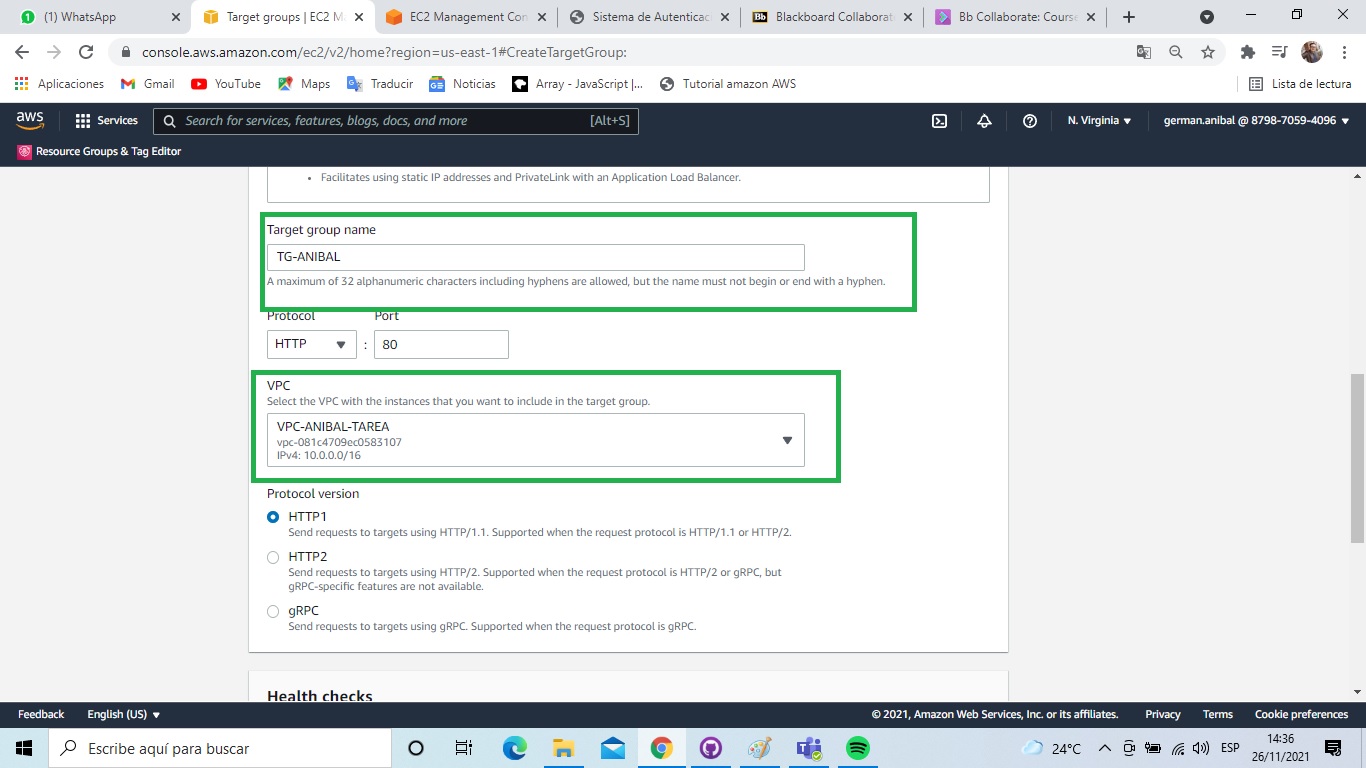 (1) WhatsApp
Target groups | EC2 M
EC2 Management Con
Sistema de Autenticac
Bb Blackboard Collaborat
Bb Collaborate: Course
console.aws.amazon.com/ec2/v2/home?region=us-east-1#CreateTargetGroup:
Aplicaciones Gmail YouTube Maps Traducir Noticias Array - JavaScript |... Tutorial amazon AWS Lista de lectura
aws Services Search for services, features, blogs, docs, and more [Alt+S] N. Virginia german.anibal @ 8798-7059-4096
Resource Groups & Tag Editor
Facilitates using static IP addresses and PrivateLink with an Application Load Balancer.
Target group name
TG-ANIBAL
A maximum of 32 alphanumeric characters including hyphens are allowed, but the name must not begin or end with a hyphen.
Protocol Port
HTTP : 80
VPC
Select the VPC with the instances that you want to include in the target group.
VPC-ANIBAL-TAREA
vpc-081c4709ec0583107
IPv4: 10.0.0.0/16
Protocol version
HTTP1
Send requests to targets using HTTP/1.1. Supported when the request protocol is HTTP/1.1 or HTTP/2.
HTTP2
Send requests to targets using HTTP/2. Supported when the request protocol is HTTP/2 or gRPC, but
gRPC-specific features are not available.
gRPC
Send requests to targets using gRPC. Supported when the request protocol is gRPC.
Health checks
Feedback English (US) © 2021, Amazon Web Services, Inc. or its affiliates. Privacy Terms Cookie preferences
Escribe aquí para buscar 24°C ESP 14:36
26/11/2021